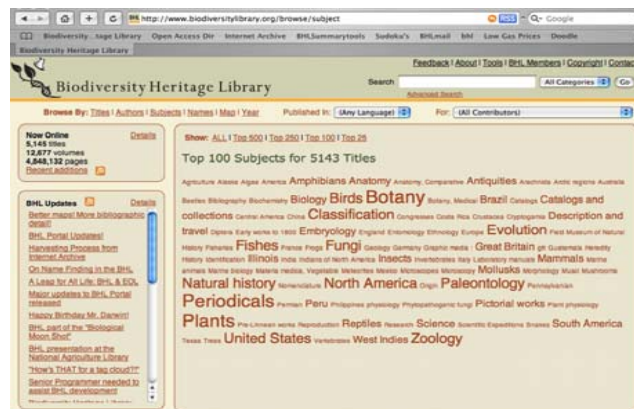 http://www.biodiversitylibrary.org/browse/subject
RSS
Google
Biodiversity...tage Library Open Access Dir Internet Archive BHLSummarytools Sudoku's BHLmail bhl Law Gas Prices Doodle
Biodiversity Heritage Library
Feedback | About | Tools | BHL Members | Copyright | Contac
Biodiversity Heritage Library
Search
All Categories
Go
Advanced Search
Browse By: Titles | Authors | Subjects | Names | Map | Year
Published In: (Any Language)
For: (All Contributors)
Now Online Details
5,145 titles
12,677 volumes
4,848,132 pages
Recent additions
BHL Updates Details
Better maps! More bibliographic
detail!
BHL Portal Updates!
Harvesting Process from
Internet Archive
On Name Finding in the BHL
A Leap for All Life: BHL & EOL
Major updates to BHL Portal
released
Happy Birthday Mr. Darwin!
BHL part of the "Biological
Moon Shot"
BHL presentation at the
National Agriculture Library
"How's THAT for a tag cloud?!"
Senior Programmer needed to
assist BHL development
Biodiversity Heritage Library
Show: ALL | Top 500 | Top 250 | Top 100 | Top 25
Top 100 Subjects for 5143 Titles
Agriculture Alaska Algae America Amphibians Anatomy Anatomy, Comparative Antiquities Arachnida Arctic regions Australia
Beetles Bibliography Biochemistry Biology Birds Botany Botany, Medical Brazil Catalogs Catalogs and
collections Central America China Classification Congresses Costa Rica Crustacea Cryptogams Description and
travel Diptera Early works to 1800 Embryology England Entomology Ethnology Europe Evolution Field Museum of Natural
History Fisheries Fishes France Frogs Fungi Geology Germany Graphic media : Great Britain gtt Guatemala Heredity
History Identification Illinois India Indians of North America Insects Invertebrates Italy Laboratory manuals Mammals Marine
animals Marine biology Materia medica, Vegetable Meteorites Mexico Microscopes Microscopy Mollusks Morphology Musci Mushrooms
Natural history Nomenclature North America Origin Paleontology Pennsylvanian
Periodicals Permian Peru Philippines physiology Phytopathogenic fungi Pictorial works Plant physiology
Plants Pre-Linnean works Reproduction Reptiles Research Science Scientific Expeditions Snakes South America
Texas Trees United States Vertebrates West Indies Zoology